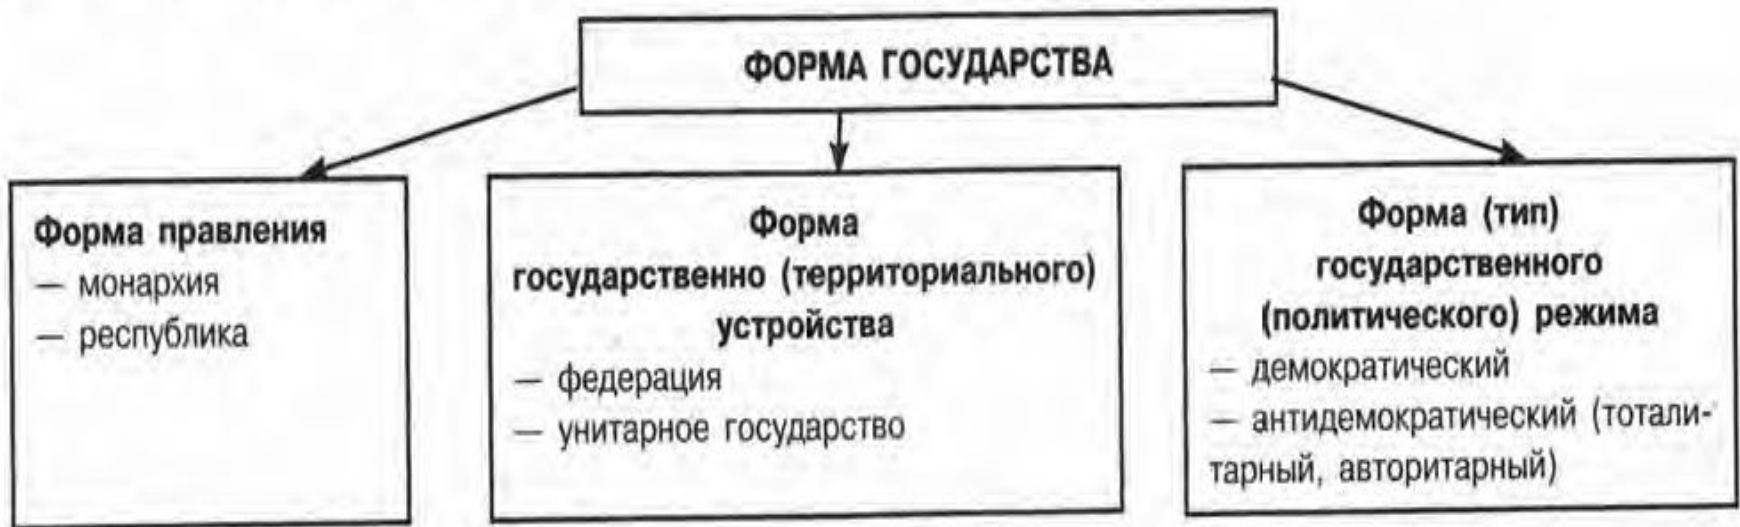 ФОРМА ГОСУДАРСТВА
Форма правления
— монархия
— республика
Форма
государственно (территориального)
устройства
— федерация
— унитарное государство
Форма (тип)
государственного
(политического) режима
— демократический
— антидемократический (тотали-
тарный, авторитарный)